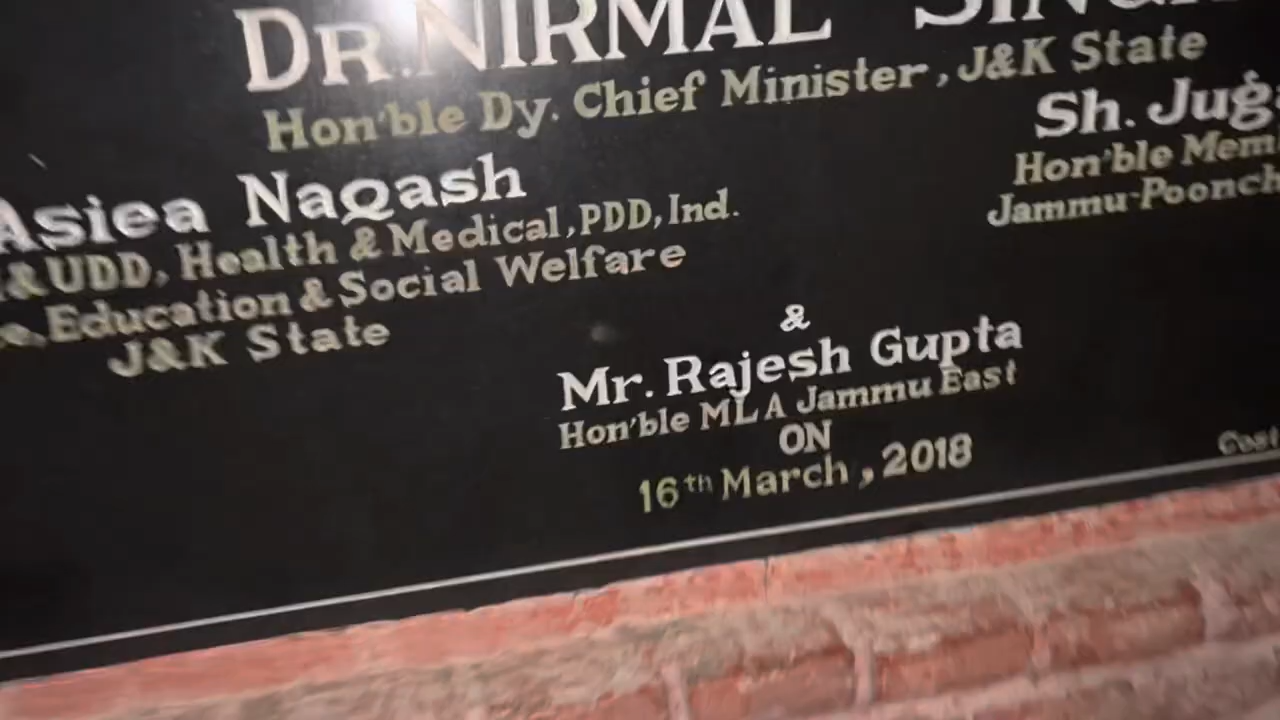 DR. NIRMAL
Hon'ble Dy. Chief Minister, J&K State
Asiea Naqash
&UDD, Health & Medical, PDD, Ind.
Education & Social Welfare
J&K State
Sh. Jug
Hon'ble Mem
Jammu-Poonch
&
Mr. Rajesh Gupta
Hon'ble MLA Jammu East
ON
16th March, 2018
Cost